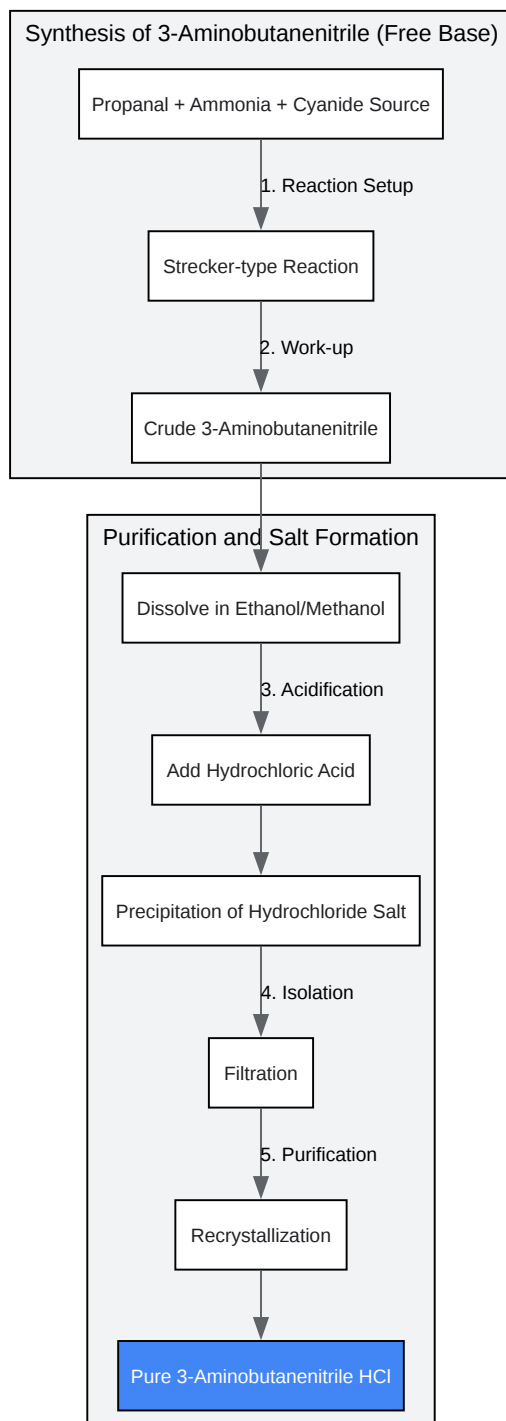 Synthesis of 3-Aminobutanenitrile (Free Base)
Propanal + Ammonia + Cyanide Source
1. Reaction Setup
Strecker-type Reaction
2. Work-up
Crude 3-Aminobutanenitrile
Purification and Salt Formation
Dissolve in Ethanol/Methanol
3. Acidification
Add Hydrochloric Acid
Precipitation of Hydrochloride Salt
4. Isolation
Filtration
5. Purification
Recrystallization
Pure 3-Aminobutanenitrile HCl